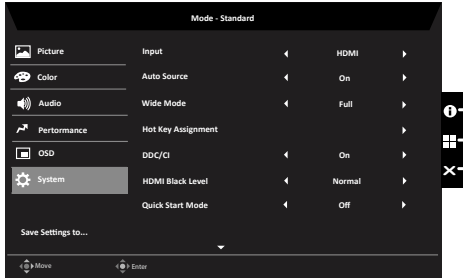 Mode - Standard
Picture
Input HDMI
Color
Auto Source On
Audio
Wide Mode Full
Pertormance
Hot Key Assignment
OSD
DDC/CI On
System
HDMI Black Level Normal
Quick Start Mode Off
Save Settings to...
Move Enter